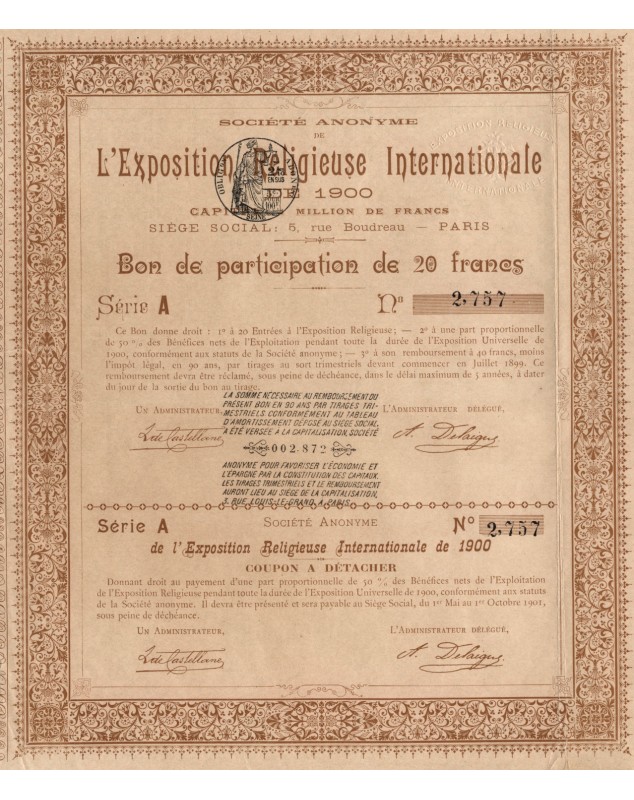 SOCIÉTÉ ANONYME
DE
L'Exposition Religieuse Internationale
DE 1900
CAPITAL: MILLION DE FRANCS
SIÈGE SOCIAL: 5, rue Boudreau — PARIS
EXPOSITION RELIGIEUSE
INTERNATIONALE
Bon de participation de 20 francs
Série A
No 2,757
Ce Bon donne droit : 1º à 20 Entrées à l'Exposition Religieuse; — 2º à une part proportionnelle
de 50 % des Bénéfices nets de l'Exploitation pendant toute la durée de l'Exposition Universelle de
1900, conformément aux statuts de la Société anonyme; — 3º à son remboursement à 40 francs, moins
l'impôt légal, en 90 ans, par tirages au sort trimestriels devant commencer en Juillet 1899. Ce
remboursement devra être réclamé, sous peine de déchéance, dans le délai maximum de 5 années, à dater
du jour de la sortie du bon au tirage.
LA SOMME NÉCESSAIRE AU REMBOURSEMENT DU
PRÉSENT BON EN 90 ANS PAR TIRAGES TRI-
MESTRIELS CONFORMÉMENT AU TABLEAU
D'AMORTISSEMENT DÉPOSÉ AU SIÈGE SOCIAL,
A ÉTÉ VERSÉE A LA CAPITALISATION, SOCIÉTÉ
002.872
ANONYME POUR FAVORISER L'ÉCONOMIE ET
L'ÉPARGNE PAR LA CONSTITUTION DES CAPITAUX.
LES TIRAGES TRIMESTRIELS ET LE REMBOURSEMENT
AURONT LIEU AU SIÈGE DE LA CAPITALISATION,
3, RUE LOUIS-LE-GRAND, A PARIS
Un Administrateur,
L'Administrateur délégué,
A. Delaigue
Série A
Société Anonyme
Nº 2,757
de l'Exposition Religieuse Internationale de 1900
COUPON A DÉTACHER
Donnant droit au payement d'une part proportionnelle de 50 % des Bénéfices nets de l'Exploitation
de l'Exposition Religieuse pendant toute la durée de l'Exposition Universelle de 1900, conformément aux statuts
de la Société anonyme. Il devra être présenté et sera payable au Siège Social, du 1er Mai au 1er Octobre 1901,
sous peine de déchéance.
Un Administrateur,
L'Administrateur délégué,
A. Delaigue